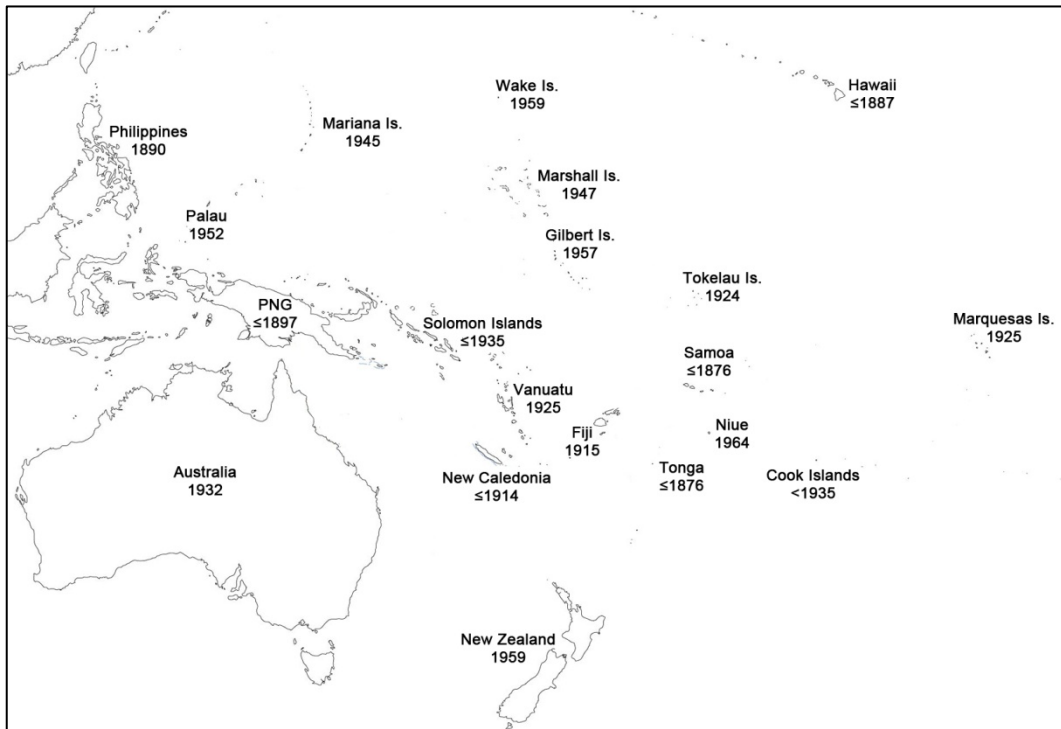 Wake Is.
1959
Hawaii
≤1887
Mariana Is.
1945
Philippines
1890
Marshall Is.
1947
Palau
1952
Gilbert Is.
1957
Tokelau Is.
1924
PNG
≤1897
Solomon Islands
≤1935
Marquesas Is.
1925
Samoa
≤1876
Vanuatu
1925
Niue
1964
Fiji
1915
Australia
1932
New Caledonia
≤1914
Tonga
≤1876
Cook Islands
<1935
New Zealand
1959